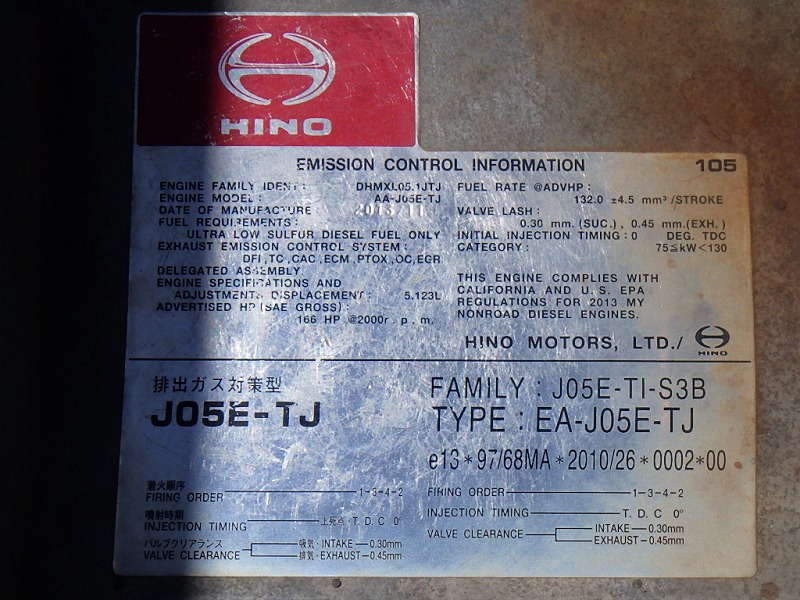 HINO
EMISSION CONTROL INFORMATION 105
ENGINE FAMILY IDENT: DHMXL05.1JTJ
ENGINE MODEL: AA-J05E-TJ
DATE OF MANUFACTURE 2013/11
FUEL REQUIREMENTS:
ULTRA LOW SULFUR DIESEL FUEL ONLY
EXHAUST EMISSION CONTROL SYSTEM :
DFI ,TC ,CAC ,ECM ,PTOX ,OC,EGR
DELEGATED ASSEMBLY
ENGINE SPECIFICATIONS AND
ADJUSTMENTS DISPLACEMENT : 5.123L
ADVERTISED HP (SAE GROSS) :
166 HP @2000r. p. m.
FUEL RATE @ADVHP :
132.0 ±4.5 mm³ /STROKE
VALVE LASH :
0.30 mm. (SUC.) , 0.45 mm.(EXH.)
INITIAL INJECTION TIMING : 0 DEG. TDC
CATEGORY: 75≦kW<130
THIS ENGINE COMPLIES WITH
CALIFORNIA AND U. S. EPA
REGULATIONS FOR 2013 MY
NONROAD DIESEL ENGINES.
HINO MOTORS, LTD./ HINO
排出ガス対策型
J05E-TJ
FAMILY : J05E-TI-S3B
TYPE : EA-J05E-TJ
e13*97/68MA*2010/26*0002*00
着火順序
FIRING ORDER 1-3-4-2
噴射時期
INJECTION TIMING 上死点・T. D. C 0°
バルブクリアランス
VALVE CLEARANCE
吸気・INTAKE 0.30mm
排気・EXHAUST 0.45mm
FIRING ORDER 1-3-4-2
INJECTION TIMING T. D. C 0°
VALVE CLEARANCE
INTAKE 0.30mm
EXHAUST 0.45mm